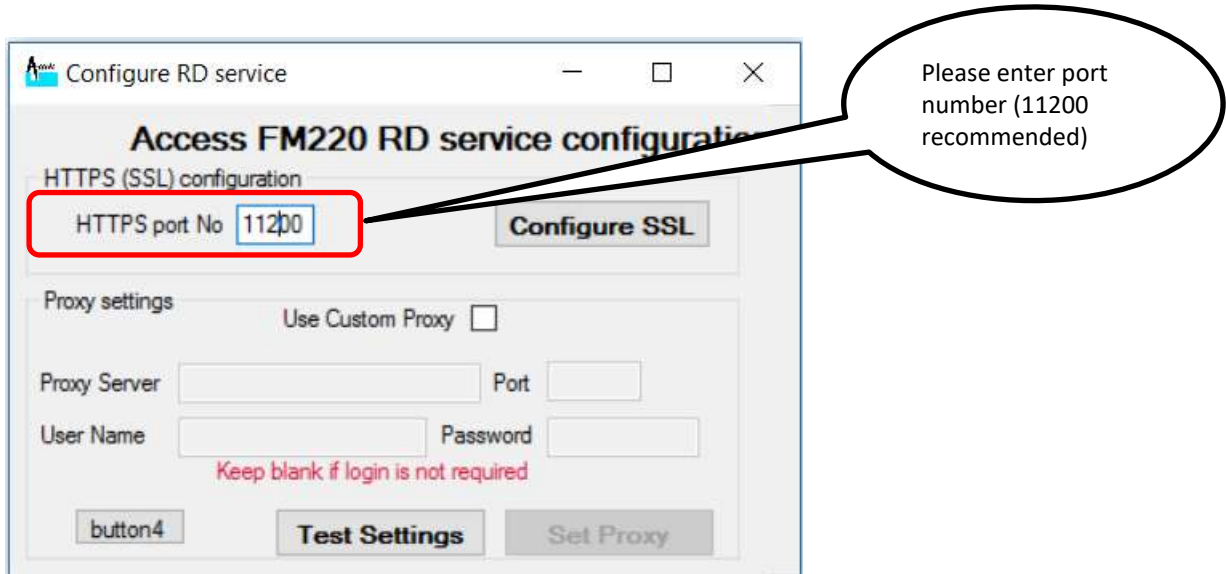 Configure RD service
Please enter port
number (11200
recommended)
Access FM220 RD service
HTTPS (SSL) configuration
HTTPS port No 11200 Configure SSL
Proxy settings
Use Custom Proxy
Proxy Server Port
User Name Password
Keep blank if login is not required
button4 Test Settings Set Proxy